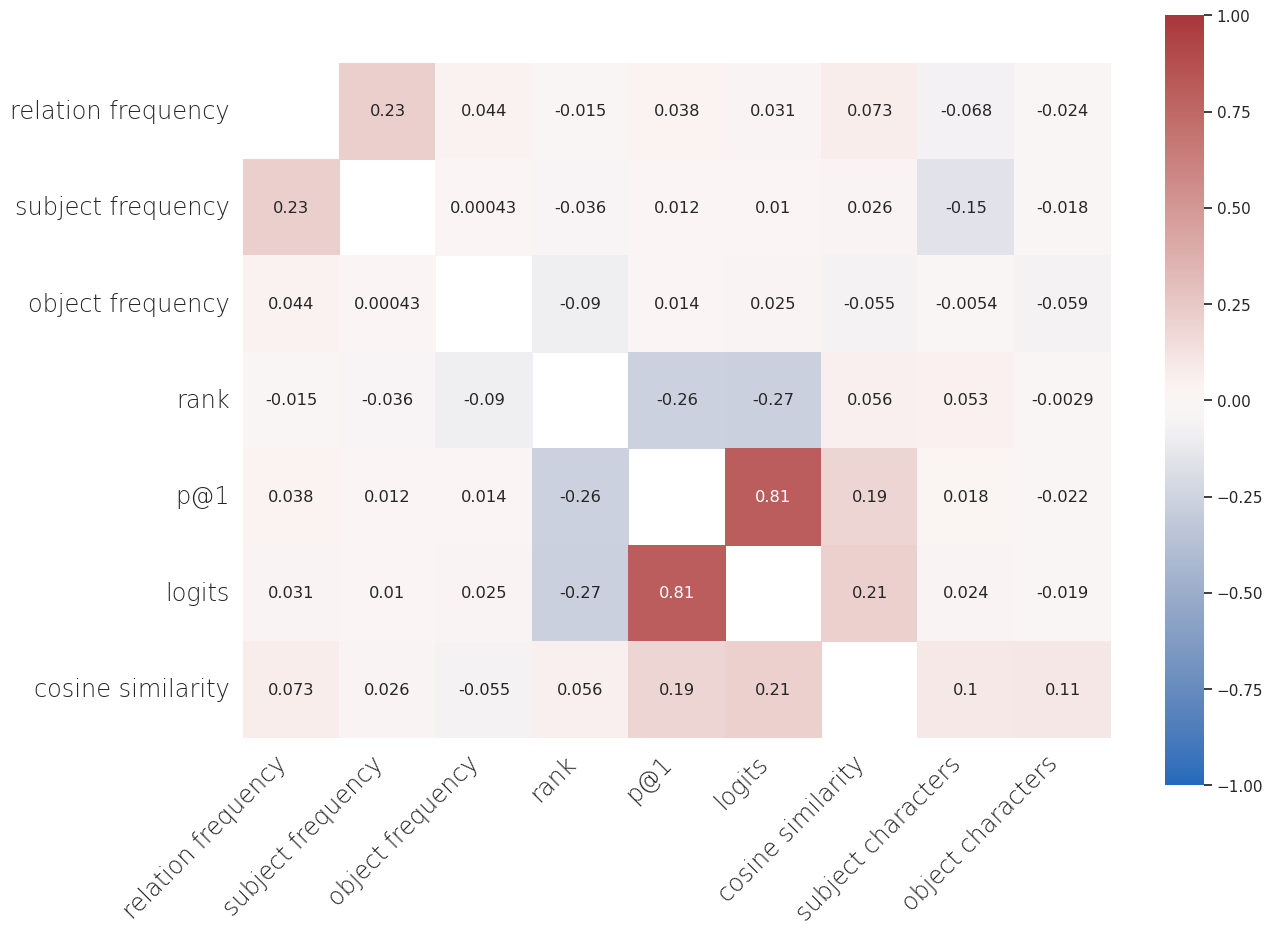 relation frequency 0.23 0.044 -0.015 0.038 0.031 0.073 -0.068 -0.024
subject frequency 0.23 0.00043 -0.036 0.012 0.01 0.026 -0.15 -0.018
object frequency 0.044 0.00043 -0.09 0.014 0.025 -0.055 -0.0054 -0.059
rank -0.015 -0.036 -0.09 -0.26 -0.27 0.056 0.053 -0.0029
p@1 0.038 0.012 0.014 -0.26 0.81 0.19 0.018 -0.022
logits 0.031 0.01 0.025 -0.27 0.81 0.21 0.024 -0.019
cosine similarity 0.073 0.026 -0.055 0.056 0.19 0.21 0.1 0.11
relation frequency
subject frequency
object frequency
rank
p@1
logits
cosine similarity
subject characters
object characters
1.00
0.75
0.50
0.25
0.00
−0.25
−0.50
−0.75
−1.00